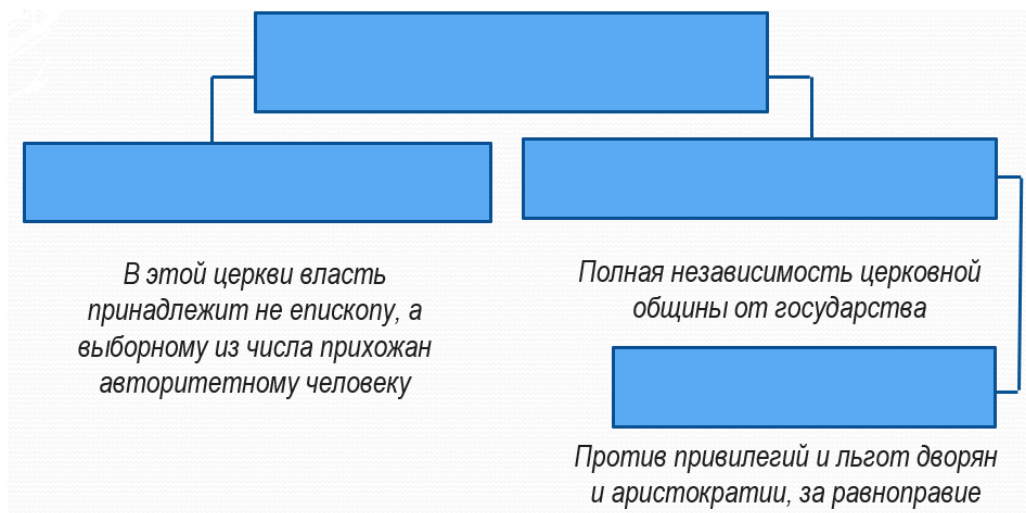 В этой церкви власть
принадлежит не епископу, а
выборному из числа прихожан
авторитетному человеку
Полная независимость церковной
общины от государства
Против привилегий и льгот дворян
и аристократии, за равноправие